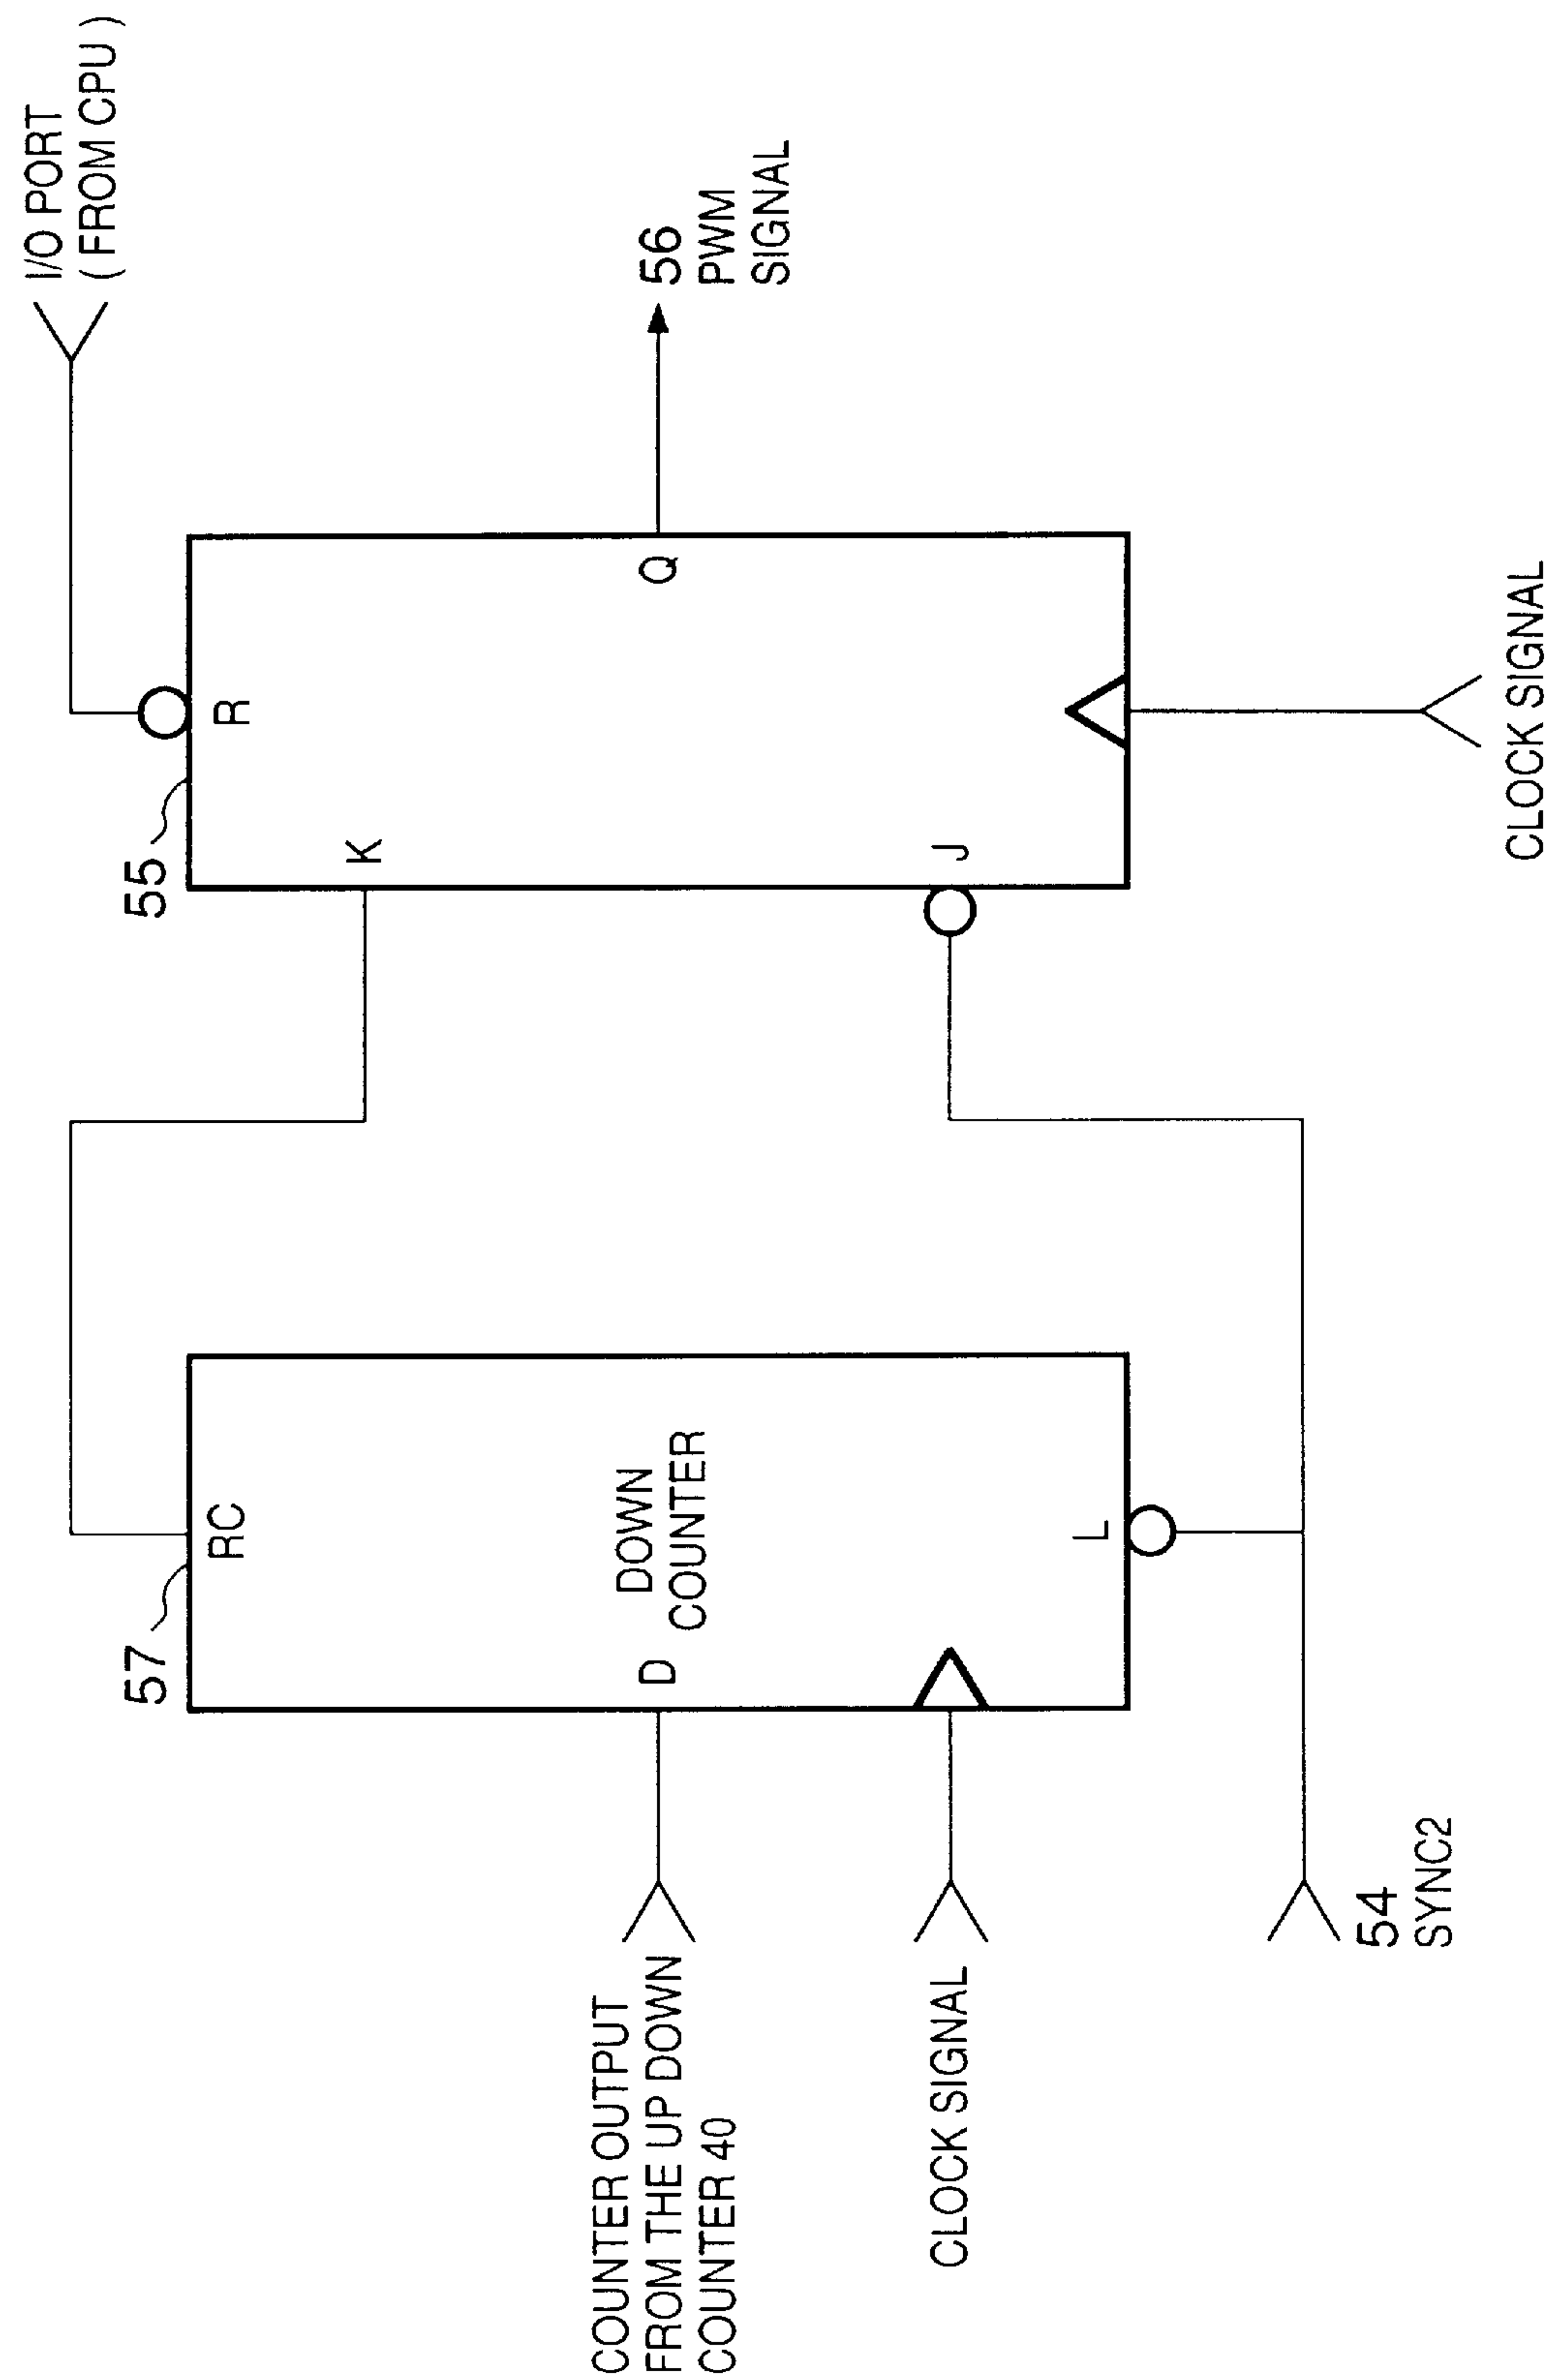 I/O PORT
( FROM CPU )
57
RC
55
R
K
COUNTER OUTPUT
FROM THE UP DOWN
COUNTER 40
D
DOWN
COUNTER
Q
56
PWM
SIGNAL
CLOCK SIGNAL
J
L
54
SYNC2
CLOCK SIGNAL